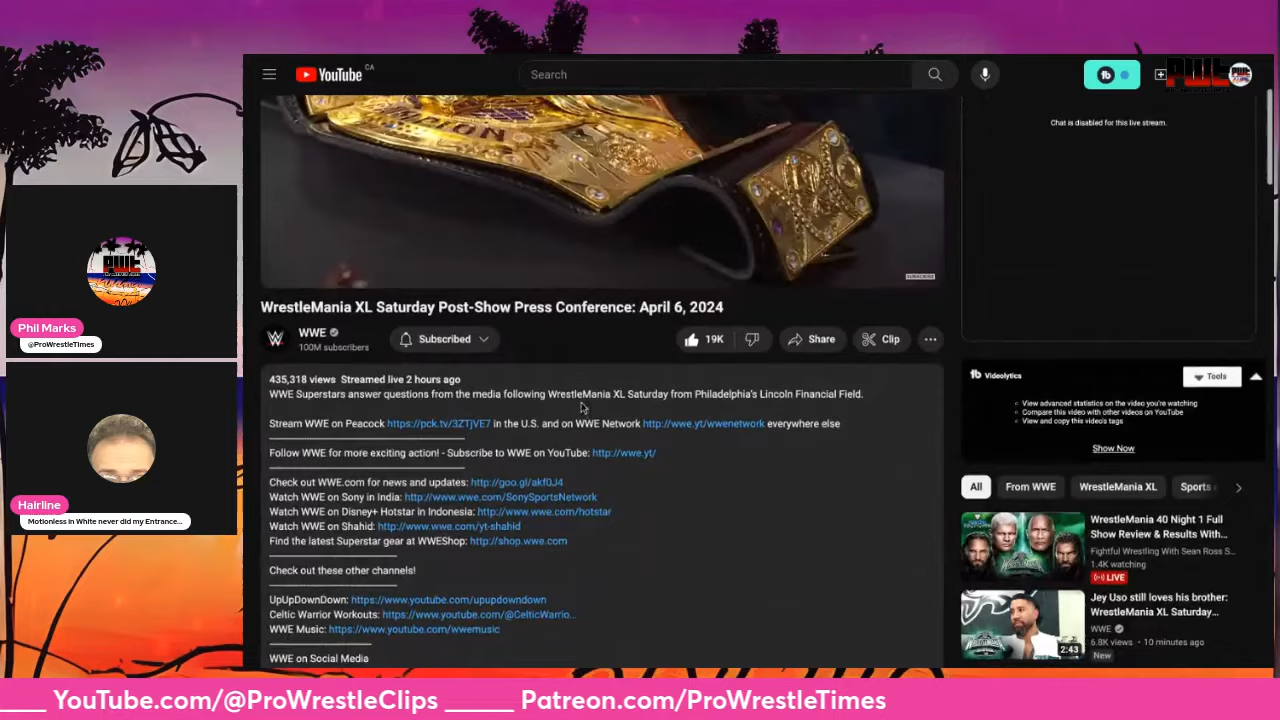 YouTube CA
Search
PWT
Chat is disabled for this live stream.
SUBSCRIBE
WrestleMania XL Saturday Post-Show Press Conference: April 6, 2024
WWE
100M subscribers
Subscribed
19K
Share
Clip
435,318 views Streamed live 2 hours ago
WWE Superstars answer questions from the media following WrestleMania XL Saturday from Philadelphia's Lincoln Financial Field.
Stream WWE on Peacock https://pck.tv/3ZTjVE7 in the U.S. and on WWE Network http://wwe.yt/wwenetwork everywhere else
Follow WWE for more exciting action! - Subscribe to WWE on YouTube: http://wwe.yt/
Check out WWE.com for news and updates: http://goo.gl/akf0J4
Watch WWE on Sony in India: http://www.wwe.com/SonySportsNetwork
Watch WWE on Disney+ Hotstar in Indonesia: http://www.wwe.com/hotstar
Watch WWE on Shahid: http://www.wwe.com/yt-shahid
Find the latest Superstar gear at WWEShop: http://shop.wwe.com
Check out these other channels!
UpUpDownDown: https://www.youtube.com/upupdowndown
Celtic Warrior Workouts: https://www.youtube.com/@CelticWarrio...
WWE Music: https://www.youtube.com/wwemusic
WWE on Social Media
Videolytics
Tools
View advanced statistics on the video you're watching
Compare this video with other videos on YouTube
View and copy this video's tags
Show Now
All
From WWE
WrestleMania XL
Sports
WrestleMania 40 Night 1 Full
Show Review & Results With...
Fightful Wrestling With Sean Ross S...
1.4K watching
LIVE
Jey Uso still loves his brother:
WrestleMania XL Saturday...
WWE
6.8K views • 10 minutes ago
New
2:43
PWT
Phil Marks
@ProWrestleTimes
Hairline
Motionless in White never did my Entrance...
____ YouTube.com/@ProWrestleClips ______ Patreon.com/ProWrestleTimes